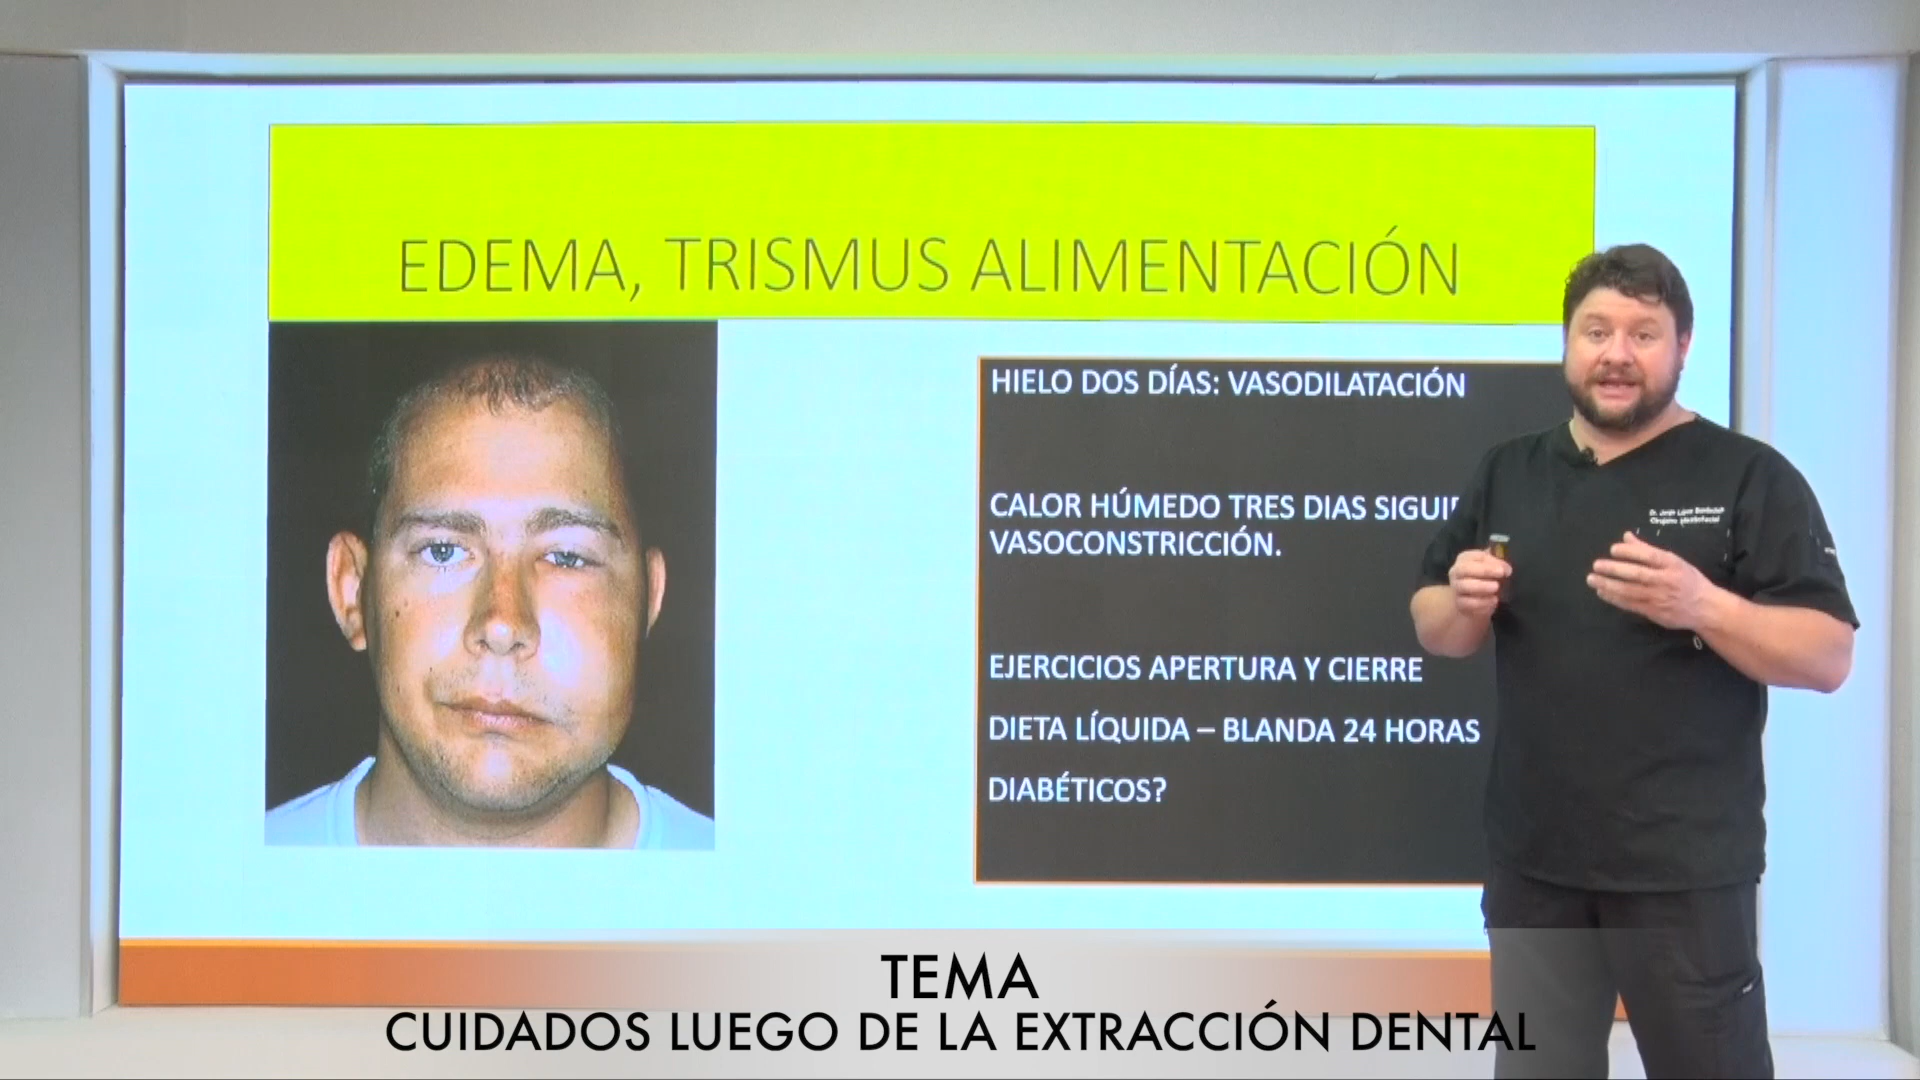 EDEMA, TRISMUS ALIMENTACIÓN
HIELO DOS DÍAS: VASODILATACIÓN
CALOR HÚMEDO TRES DIAS
VASOCONSTRICCIÓN.
EJERCICIOS APERTURA Y CIERRE
DIETA LÍQUIDA – BLANDA 24 HORAS
DIABÉTICOS?
TEMA
CUIDADOS LUEGO DE LA EXTRACCIÓN DENTAL